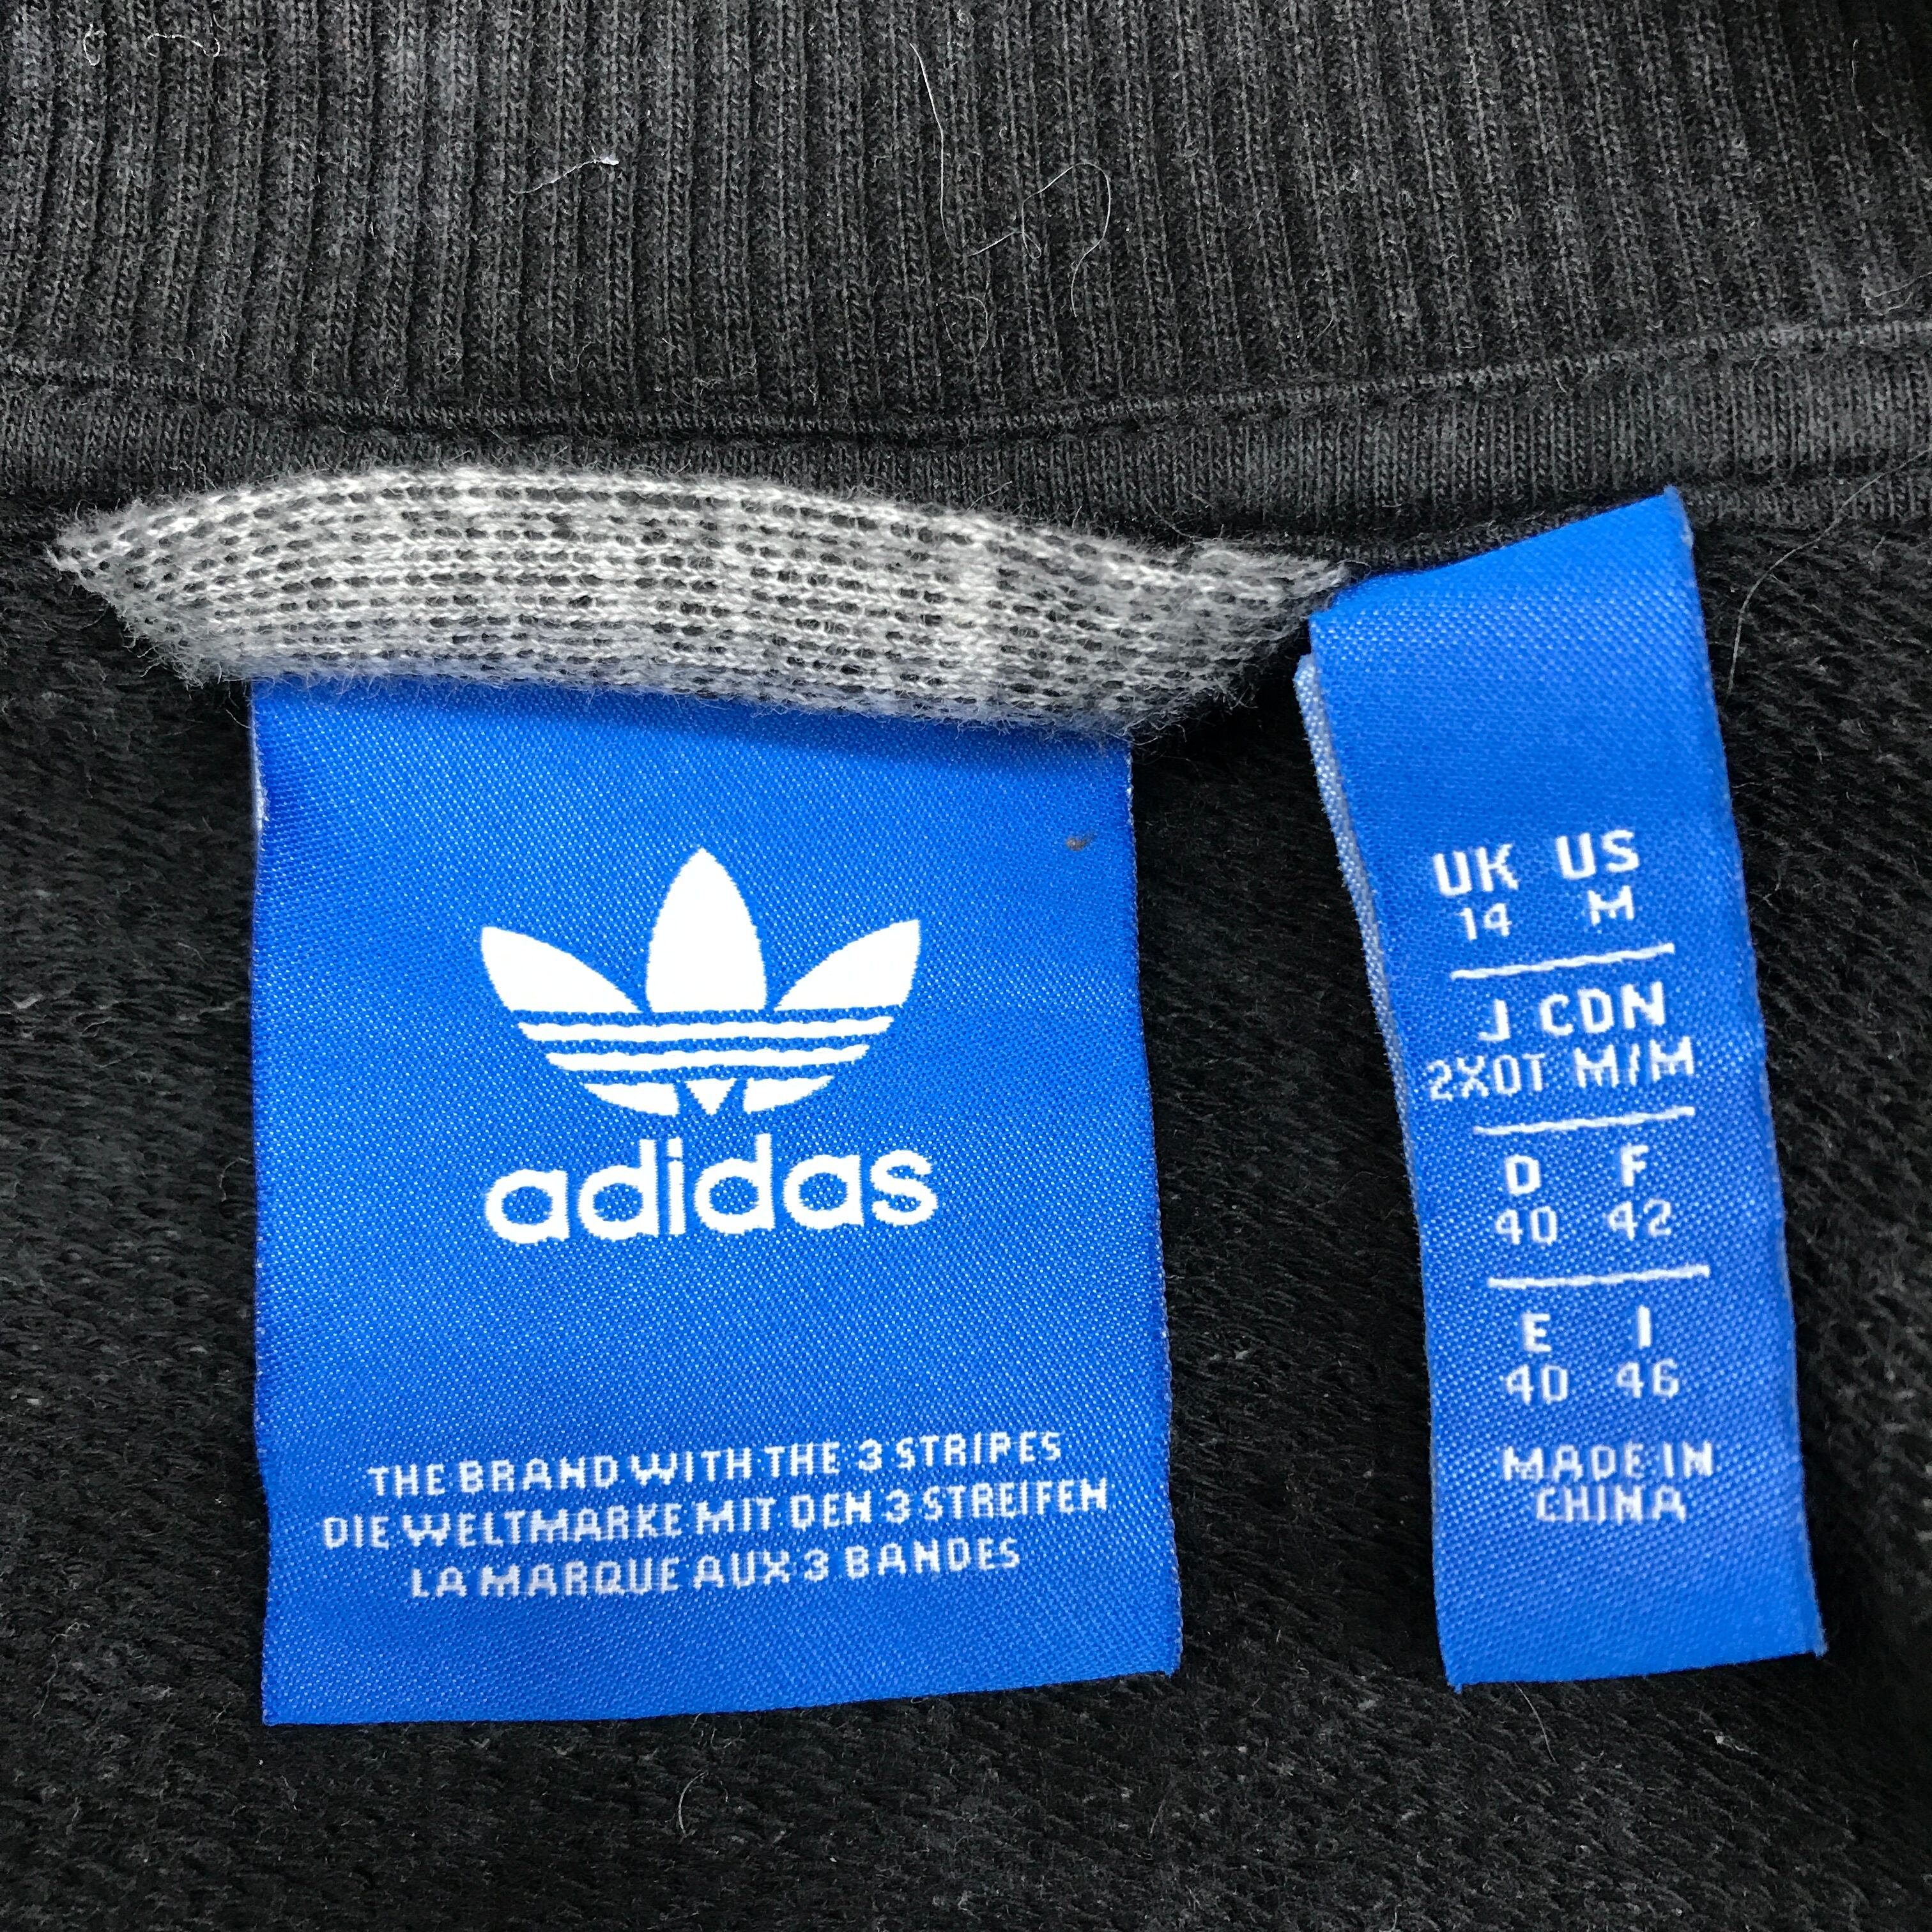 adidas
THE BRAND WITH THE 3 STRIPES
DIE WELTMARKE MIT DEN 3 STREIFEN
LA MARQUE AUX 3 BANDES
UK US
14 M
J CDN
2XOT M/M
D F
40 42
E I
40 46
MADE IN
CHINA